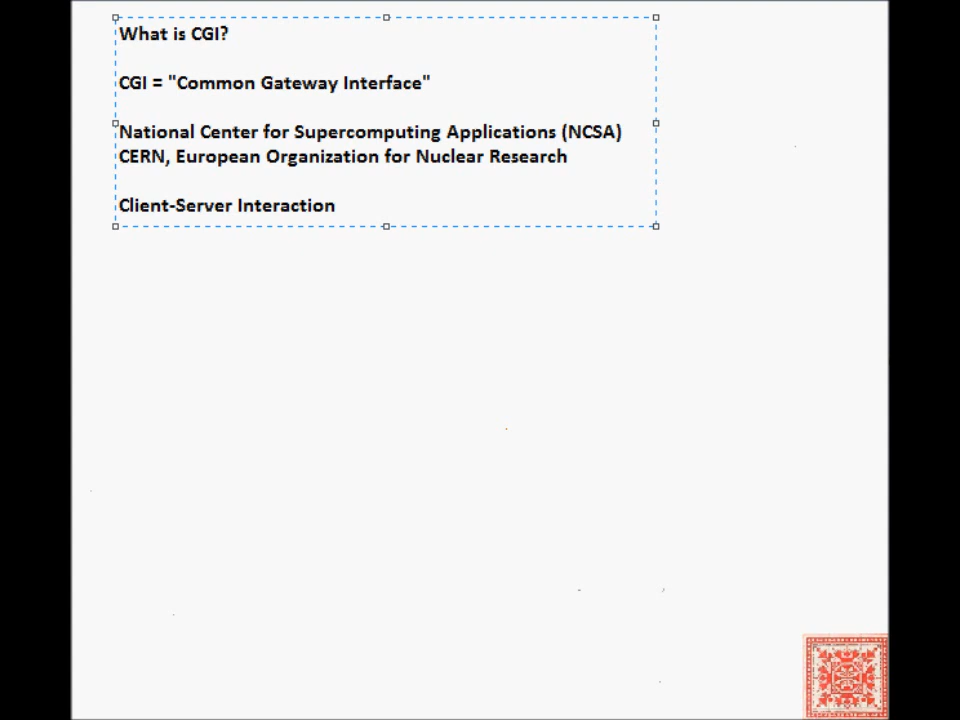 What is CGI?
CGI = "Common Gateway Interface"
National Center for Supercomputing Applications (NCSA)
CERN, European Organization for Nuclear Research
Client-Server Interaction